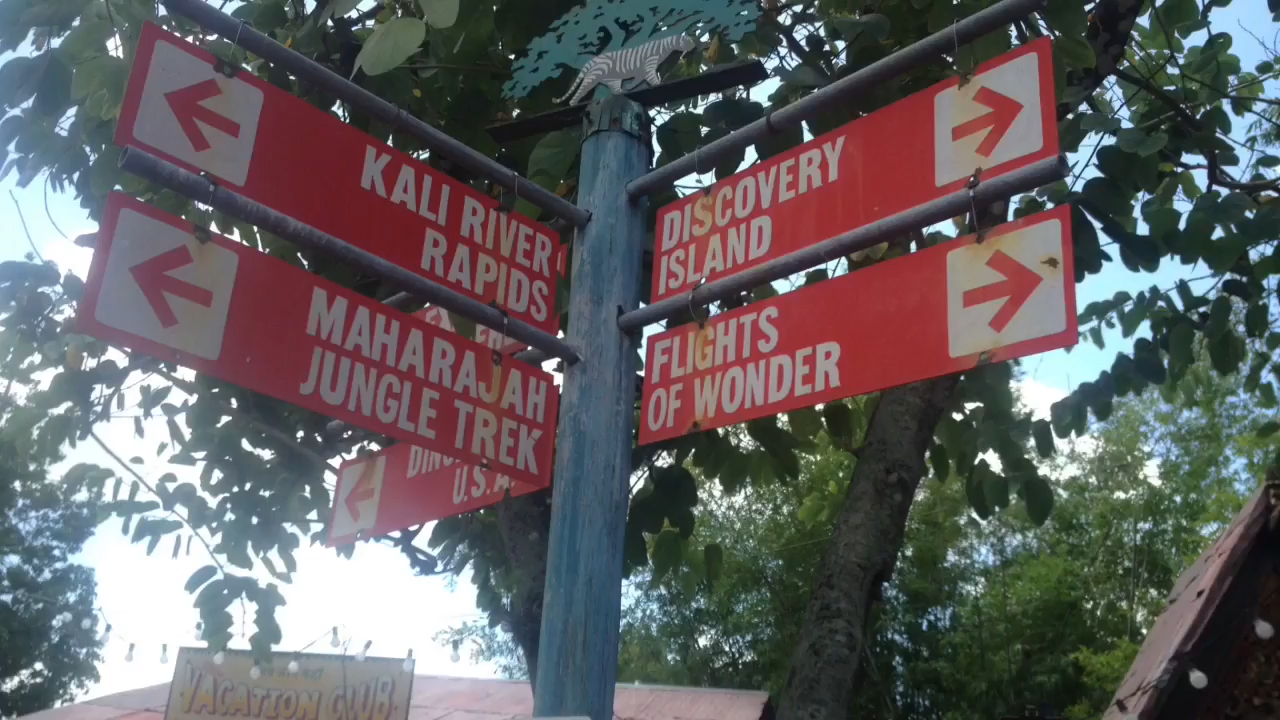 KALI RIVER
RAPIDS
MAHARAJAH
JUNGLE TREK
DISCOVERY
ISLAND
FLIGHTS
OF WONDER
U.S.A.
VACATION CLUB